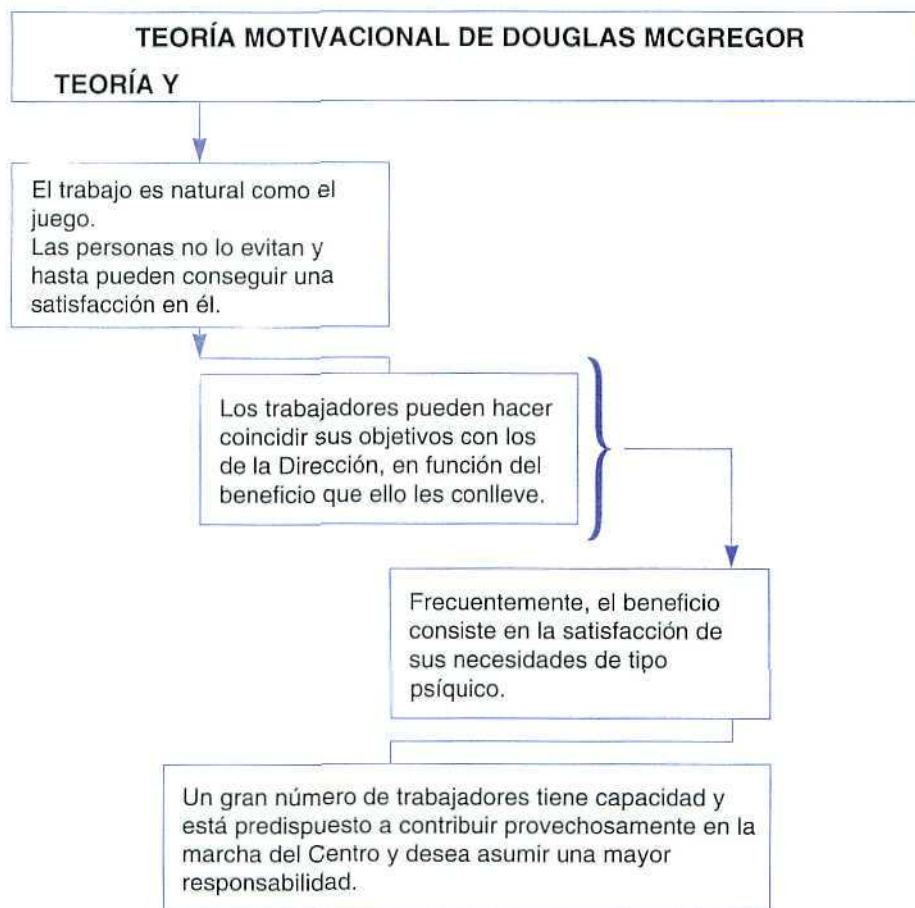 TEORÍA MOTIVACIONAL DE DOUGLAS MCGREGOR
TEORÍA Y
El trabajo es natural como el
juego.
Las personas no lo evitan y
hasta pueden conseguir una
satisfacción en él.
Los trabajadores pueden hacer
coincidir sus objetivos con los
de la Dirección, en función del
beneficio que ello les conlleve.
Frecuentemente, el beneficio
consiste en la satisfacción de
sus necesidades de tipo
psíquico.
Un gran número de trabajadores tiene capacidad y
está predispuesto a contribuir provechosamente en la
marcha del Centro y desea asumir una mayor
responsabilidad.